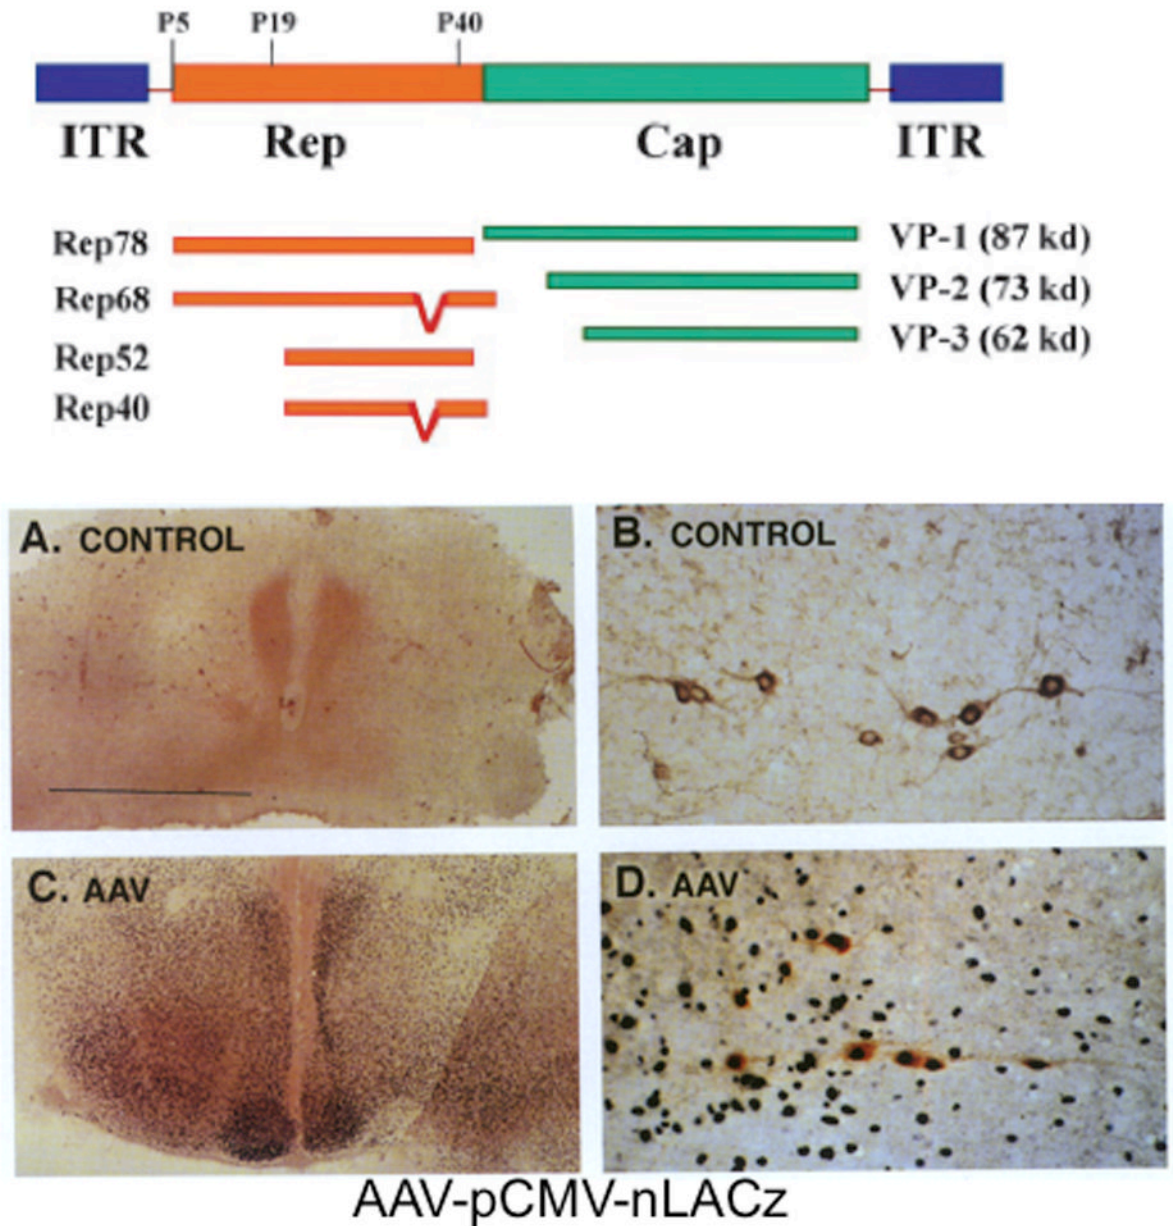 P5 P19 P40
ITR Rep Cap ITR
Rep78 VP-1 (87 kd)
Rep68 VP-2 (73 kd)
Rep52 VP-3 (62 kd)
Rep40
A. CONTROL
B. CONTROL
C. AAV
D. AAV
AAV-pCMV-nLACz